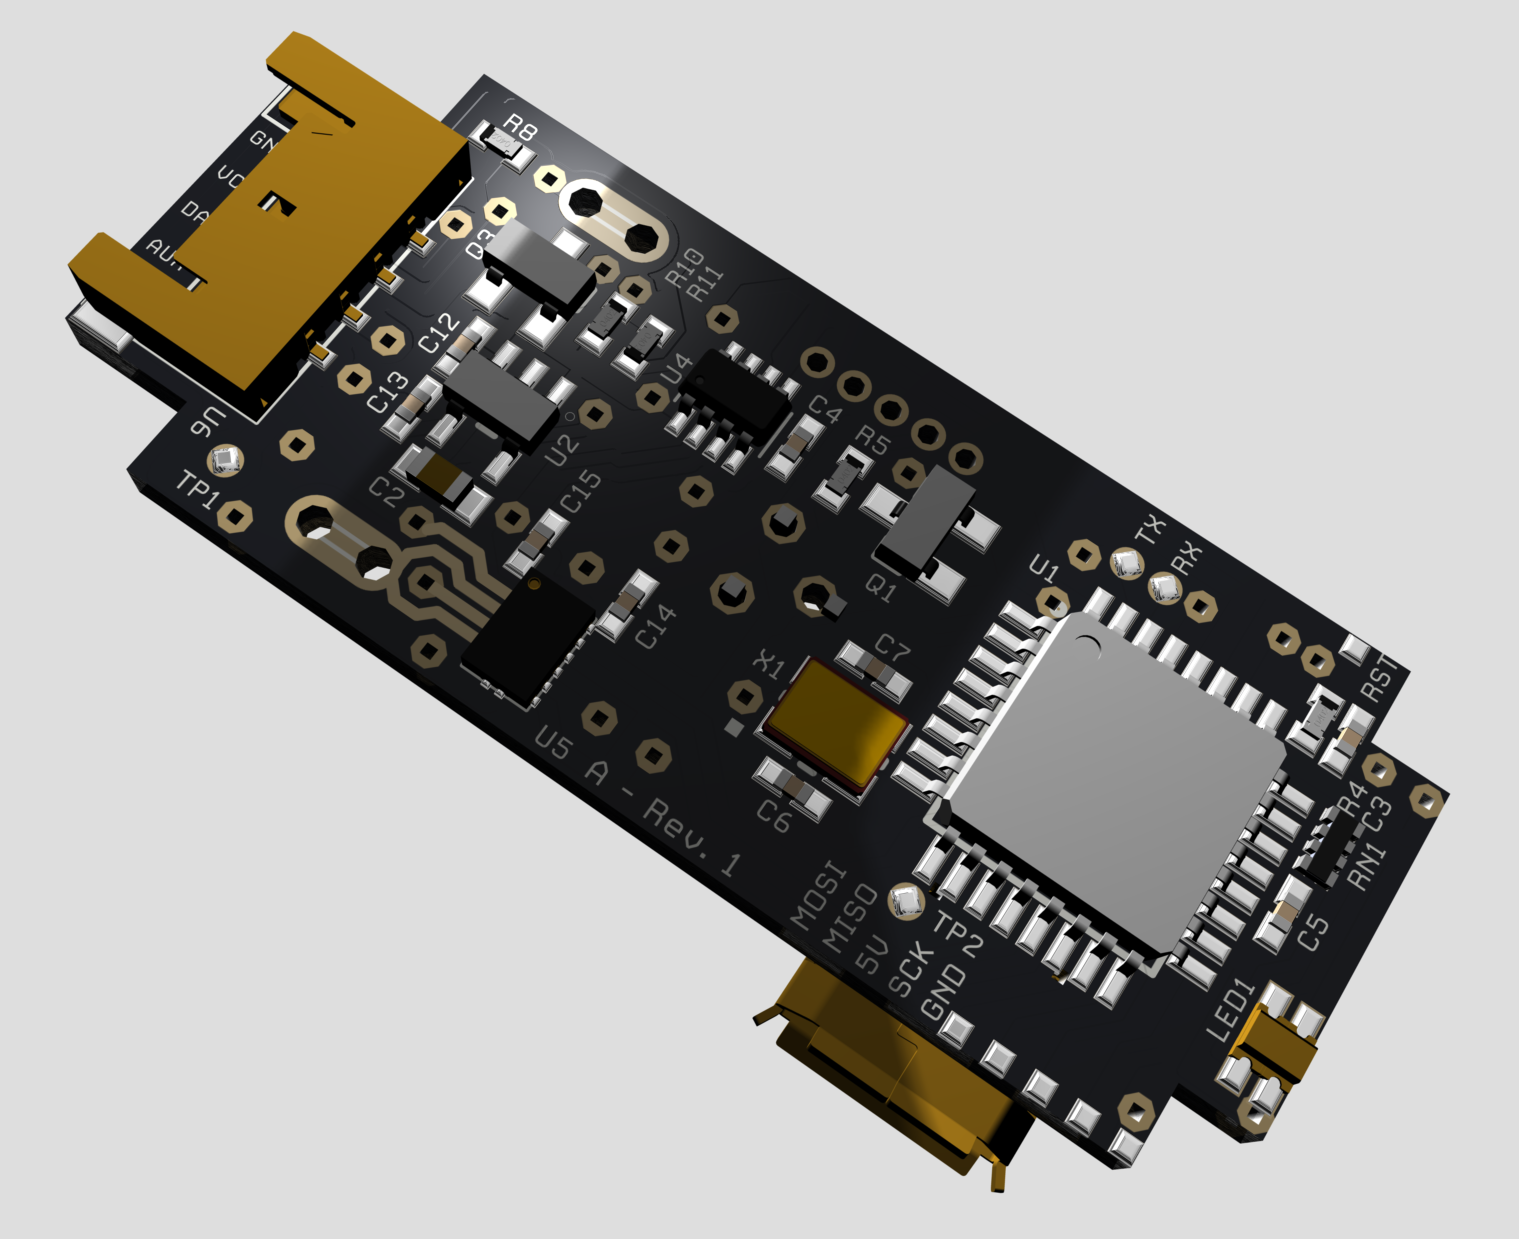 R8
GN
VC
DA
Q3
R10
R11
C12
U4
C13
C4
R5
U2
U6
C2
C15
TP1
TX
RX
U1
Q1
C14
C7
X1
RST
U5 A - Rev. 1
C6
R4
C3
RN1
MOSI
MISO
5V
SCK
GND
TP2
C5
LED1